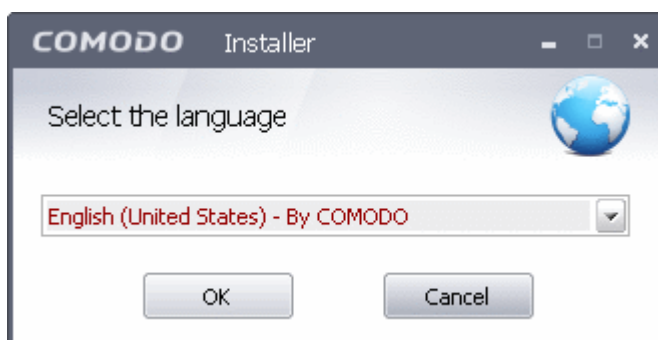 COMODO Installer
Select the language
English (United States) - By COMODO
OK Cancel